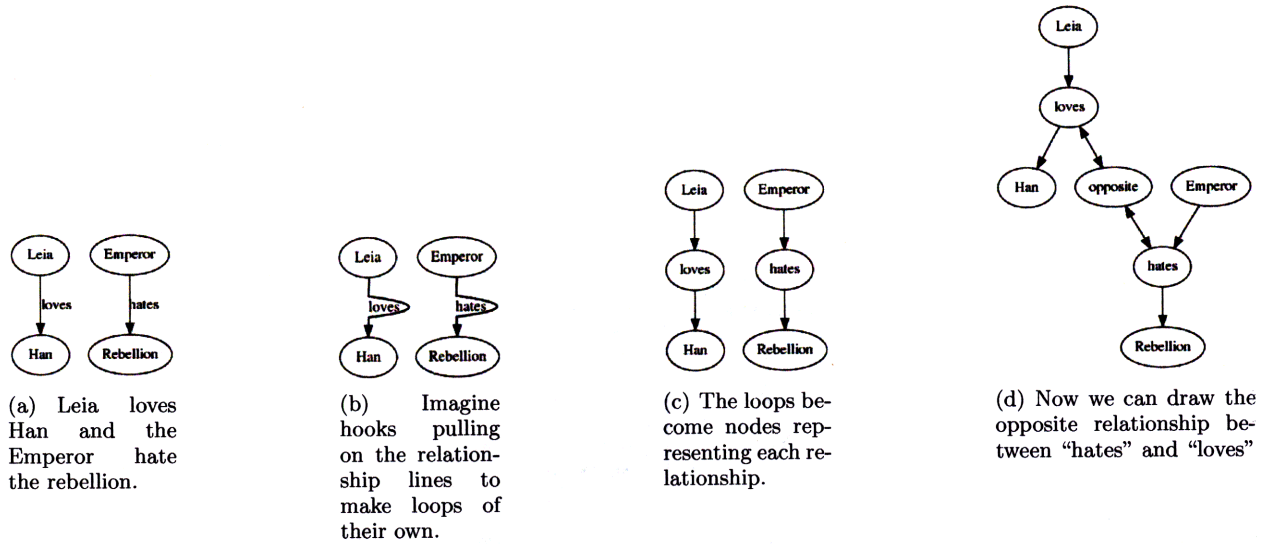 Leia
Emperor
loves
hates
Han
Rebellion
(a) Leia loves
Han and the
Emperor hate
the rebellion.
Leia
Emperor
loves
hates
Han
Rebellion
(b) Imagine
hooks pulling
on the relation-
ship lines to
make loops of
their own.
Leia
Emperor
loves
hates
Han
Rebellion
(c) The loops be-
come nodes rep-
resenting each re-
lationship.
Leia
loves
Han
opposite
Emperor
hates
Rebellion
(d) Now we can draw the
opposite relationship be-
tween “hates” and “loves”